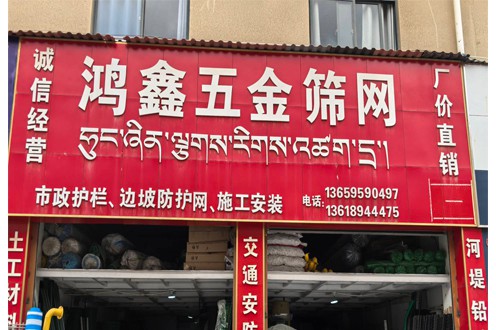 诚信经营
鸿鑫五金筛网
厂价直销
ཧུང་ཤིན་ལྕགས་རིགས་འཚག་དྲ།
市政护栏、边坡防护网、施工安装
电话:13659590497
13618944475
土工材料
交通安防
河堤铅